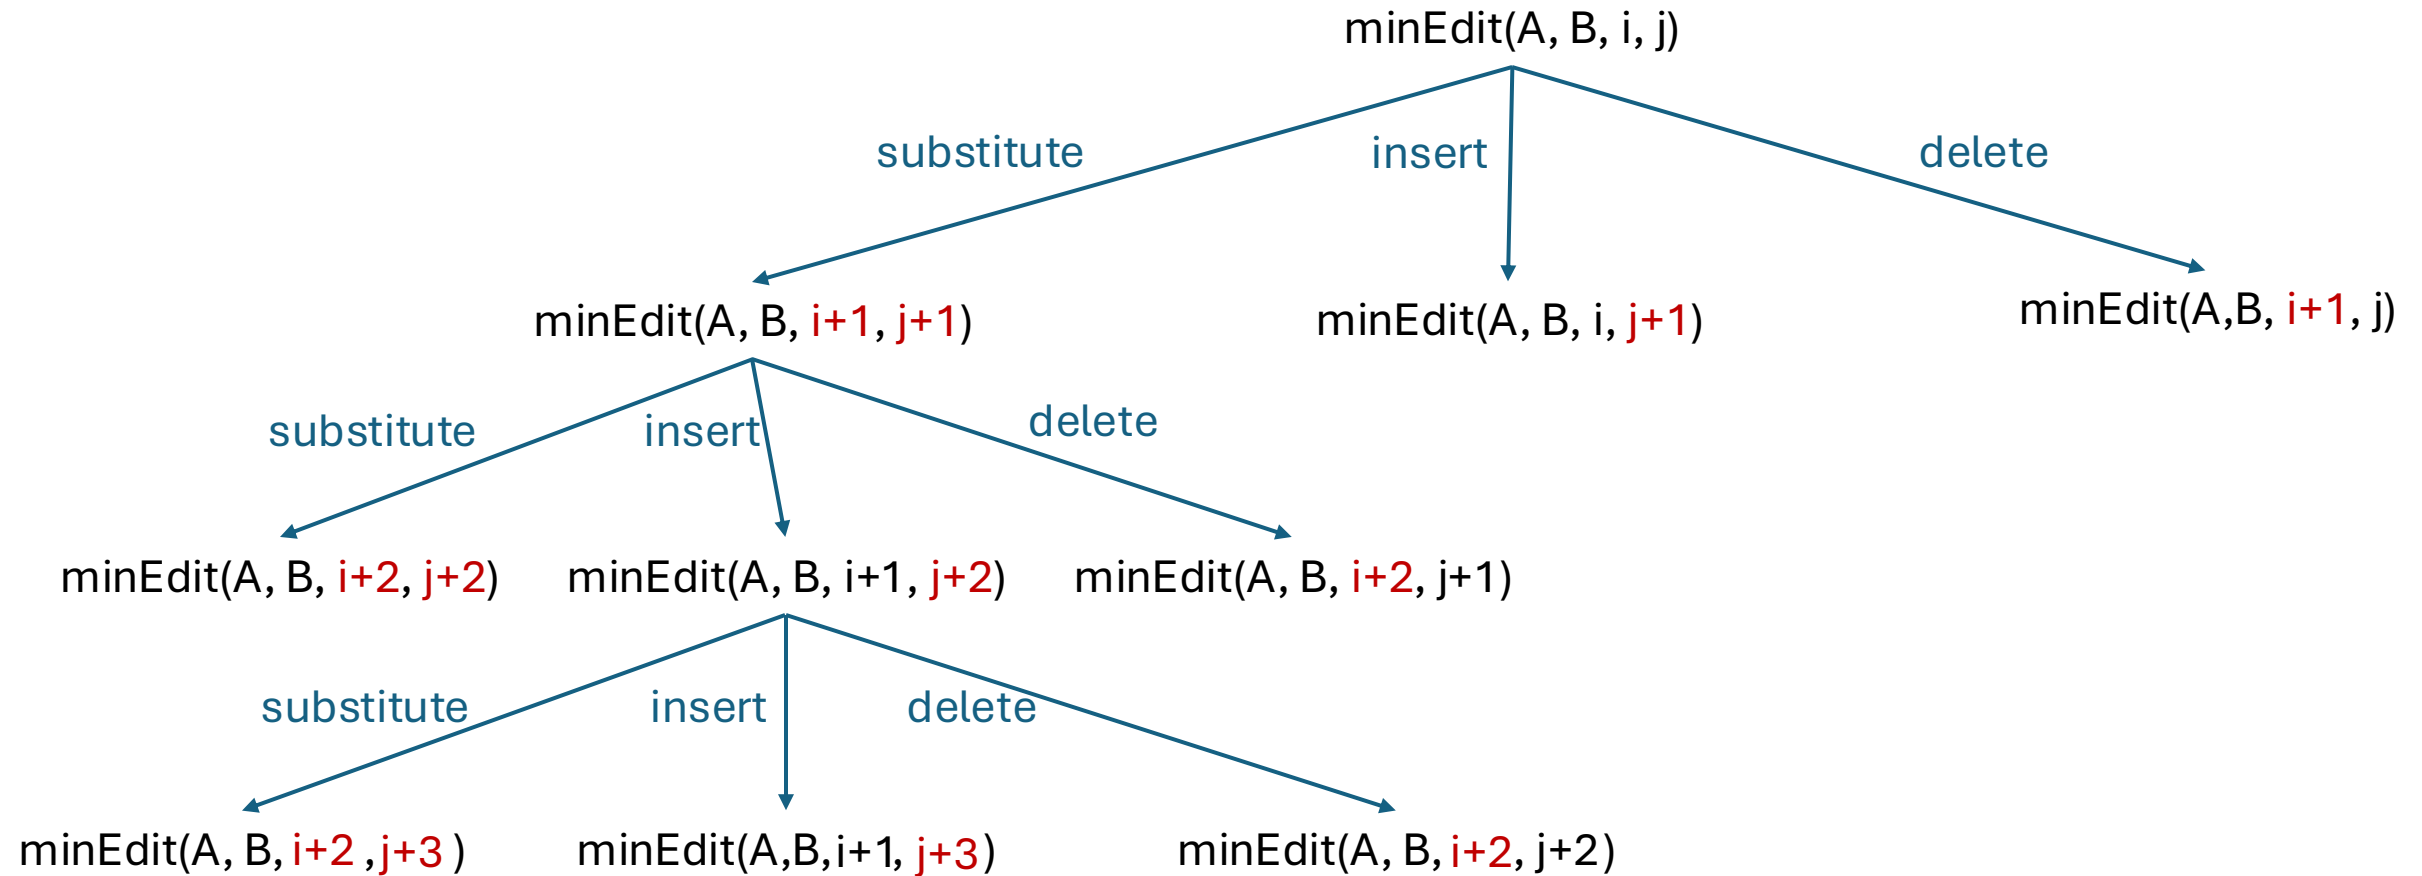 minEdit(A, B, i, j)
substitute
insert
delete
minEdit(A, B, i+1, j+1)
minEdit(A, B, i, j+1)
minEdit(A,B, i+1, j)
substitute
insert
delete
minEdit(A, B, i+2, j+2)
minEdit(A, B, i+1, j+2)
minEdit(A, B, i+2, j+1)
substitute
insert
delete
minEdit(A, B, i+2 ,j+3 )
minEdit(A,B,i+1, j+3)
minEdit(A, B, i+2, j+2)